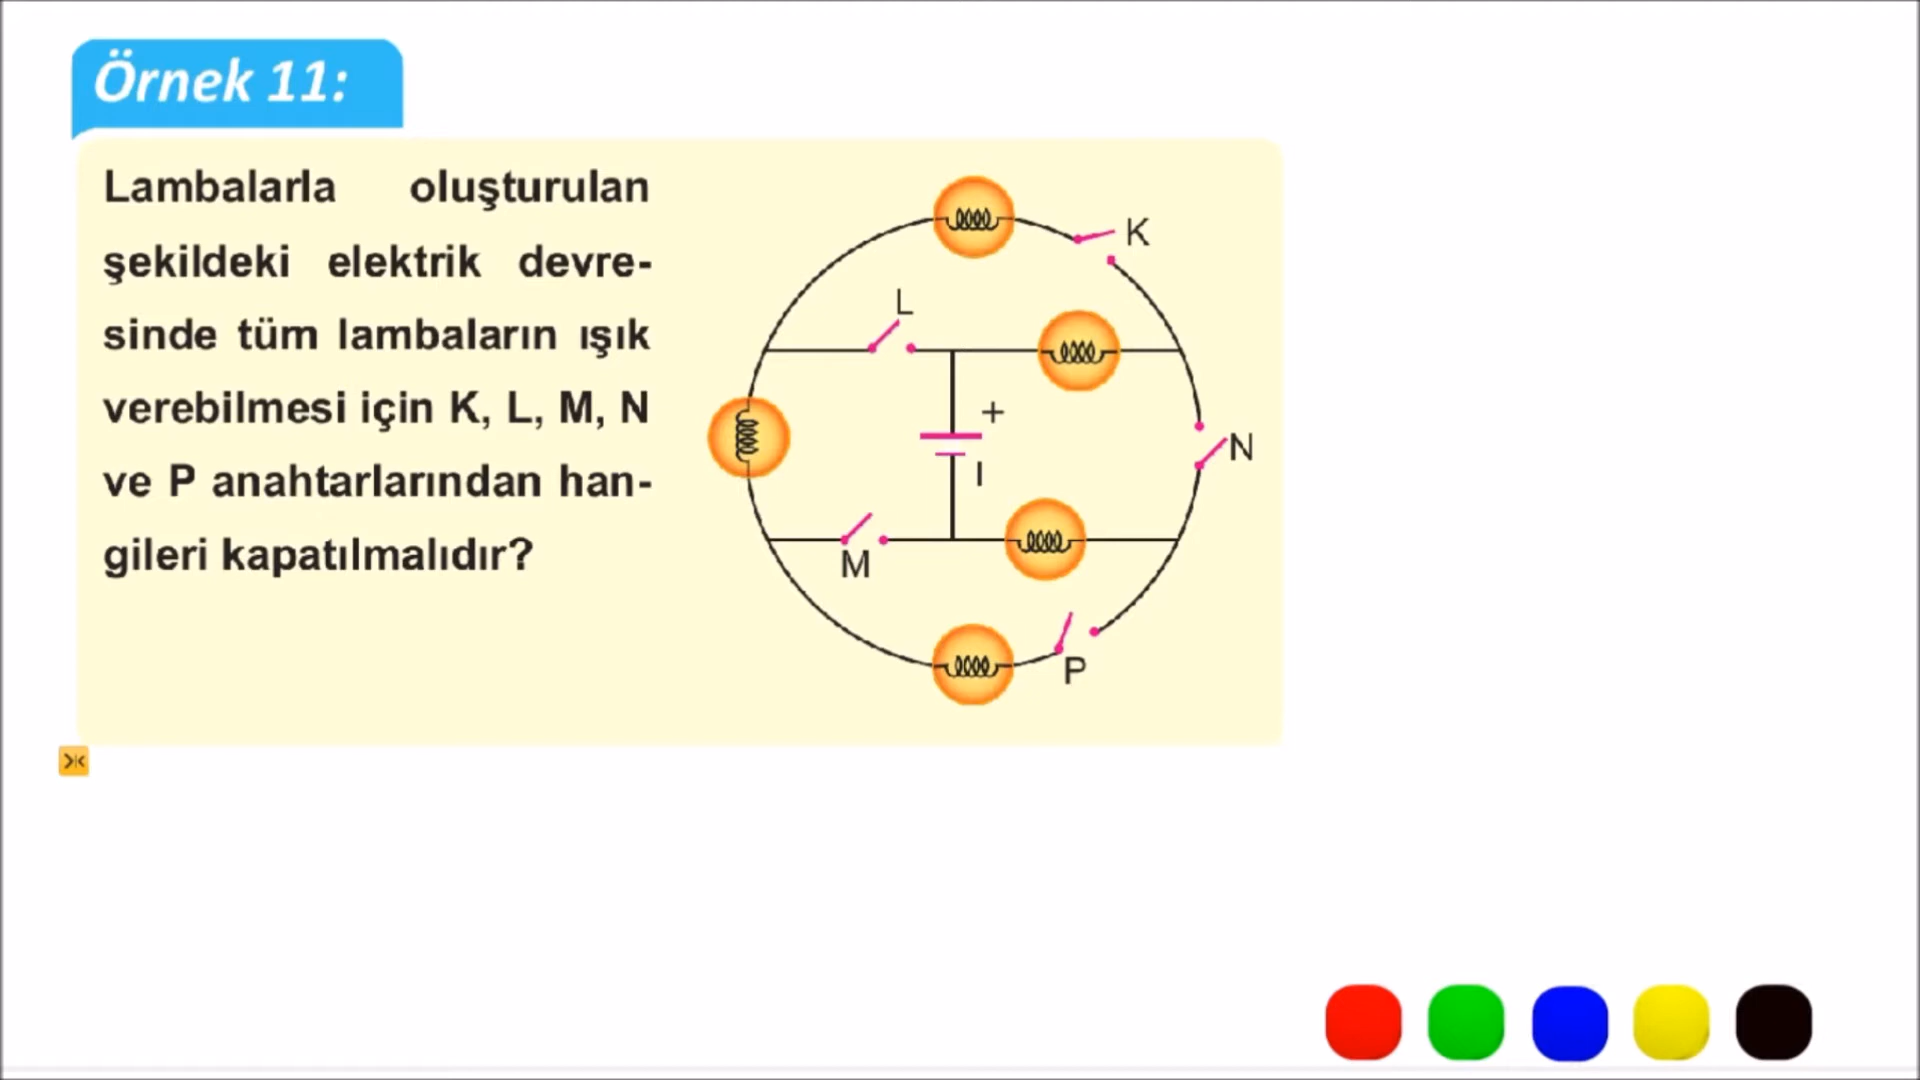 Örnek 11:
Lambalarla oluşturulan
şekildeki elektrik devre-
sinde tüm lambaların ışık
verebilmesi için K, L, M, N
ve P anahtarlarından han-
gileri kapatılmalıdır?
K
L
+
N
I
M
P